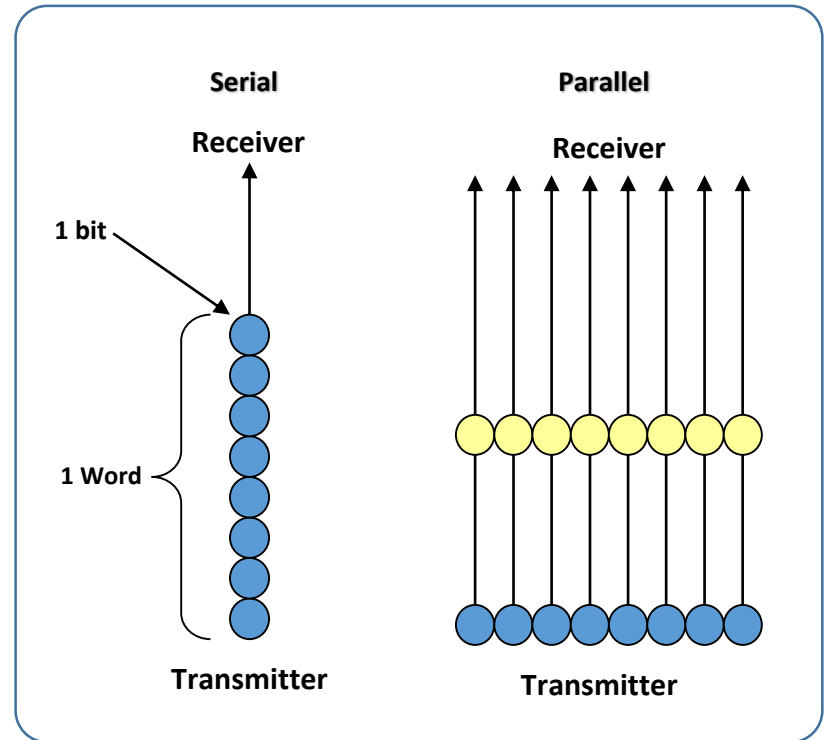 Serial
Receiver
1 bit
1 Word
Transmitter
Parallel
Receiver
Transmitter